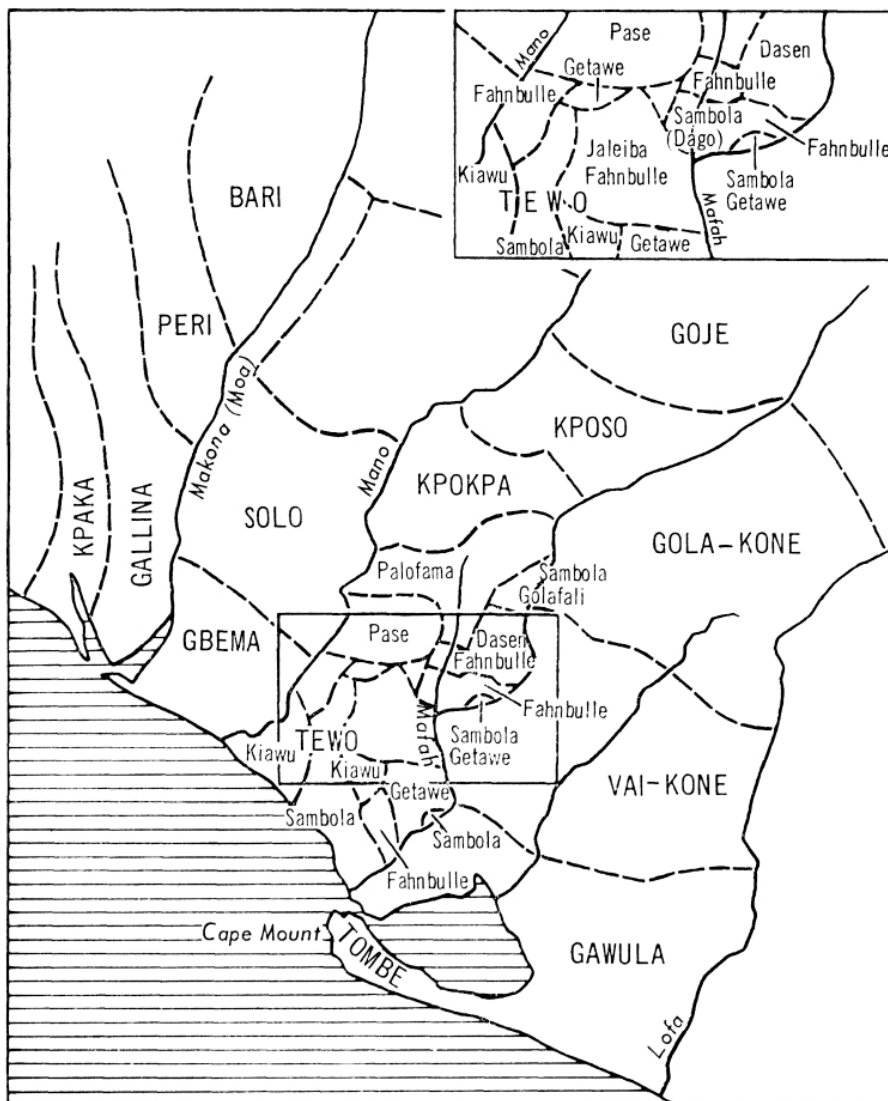 Mano
Pase
Dasen
Getawe
Fahnbulle
Fahnbulle
Sambola
(Dago)
Fahnbulle
Jaleiba
Fahnbulle
Kiawu
Sambola
Getawe
TEWO
Mafah
Sambola
Kiawu
Getawe
BARI
PERI
GOJE
Makona (Moa)
KPOSO
Mano
KPOKPA
KPAKA
GALLINA
SOLO
GOLA-KONE
Palofama
Sambola
Golafali
GBEMA
Pase
Dasen
Fahnbulle
Fahnbulle
Mafah
Sambola
Getawe
TEWO
Kiawu
Kiawu
Getawe
VAI-KONE
Sambola
Sambola
Fahnbulle
Cape Mount
TOMBE
GAWULA
Lofa